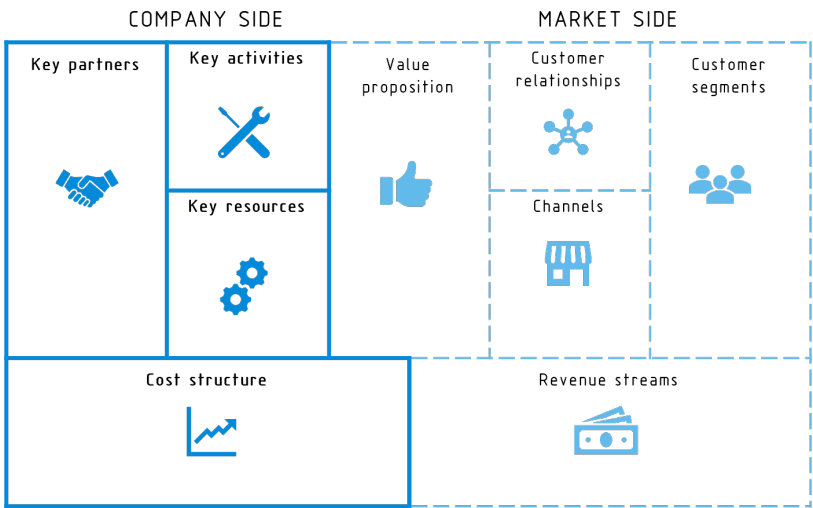 COMPANY SIDE
MARKET SIDE
Key partners
Key activities
Key resources
Value
proposition
Customer
relationships
Channels
Customer
segments
Cost structure
Revenue streams